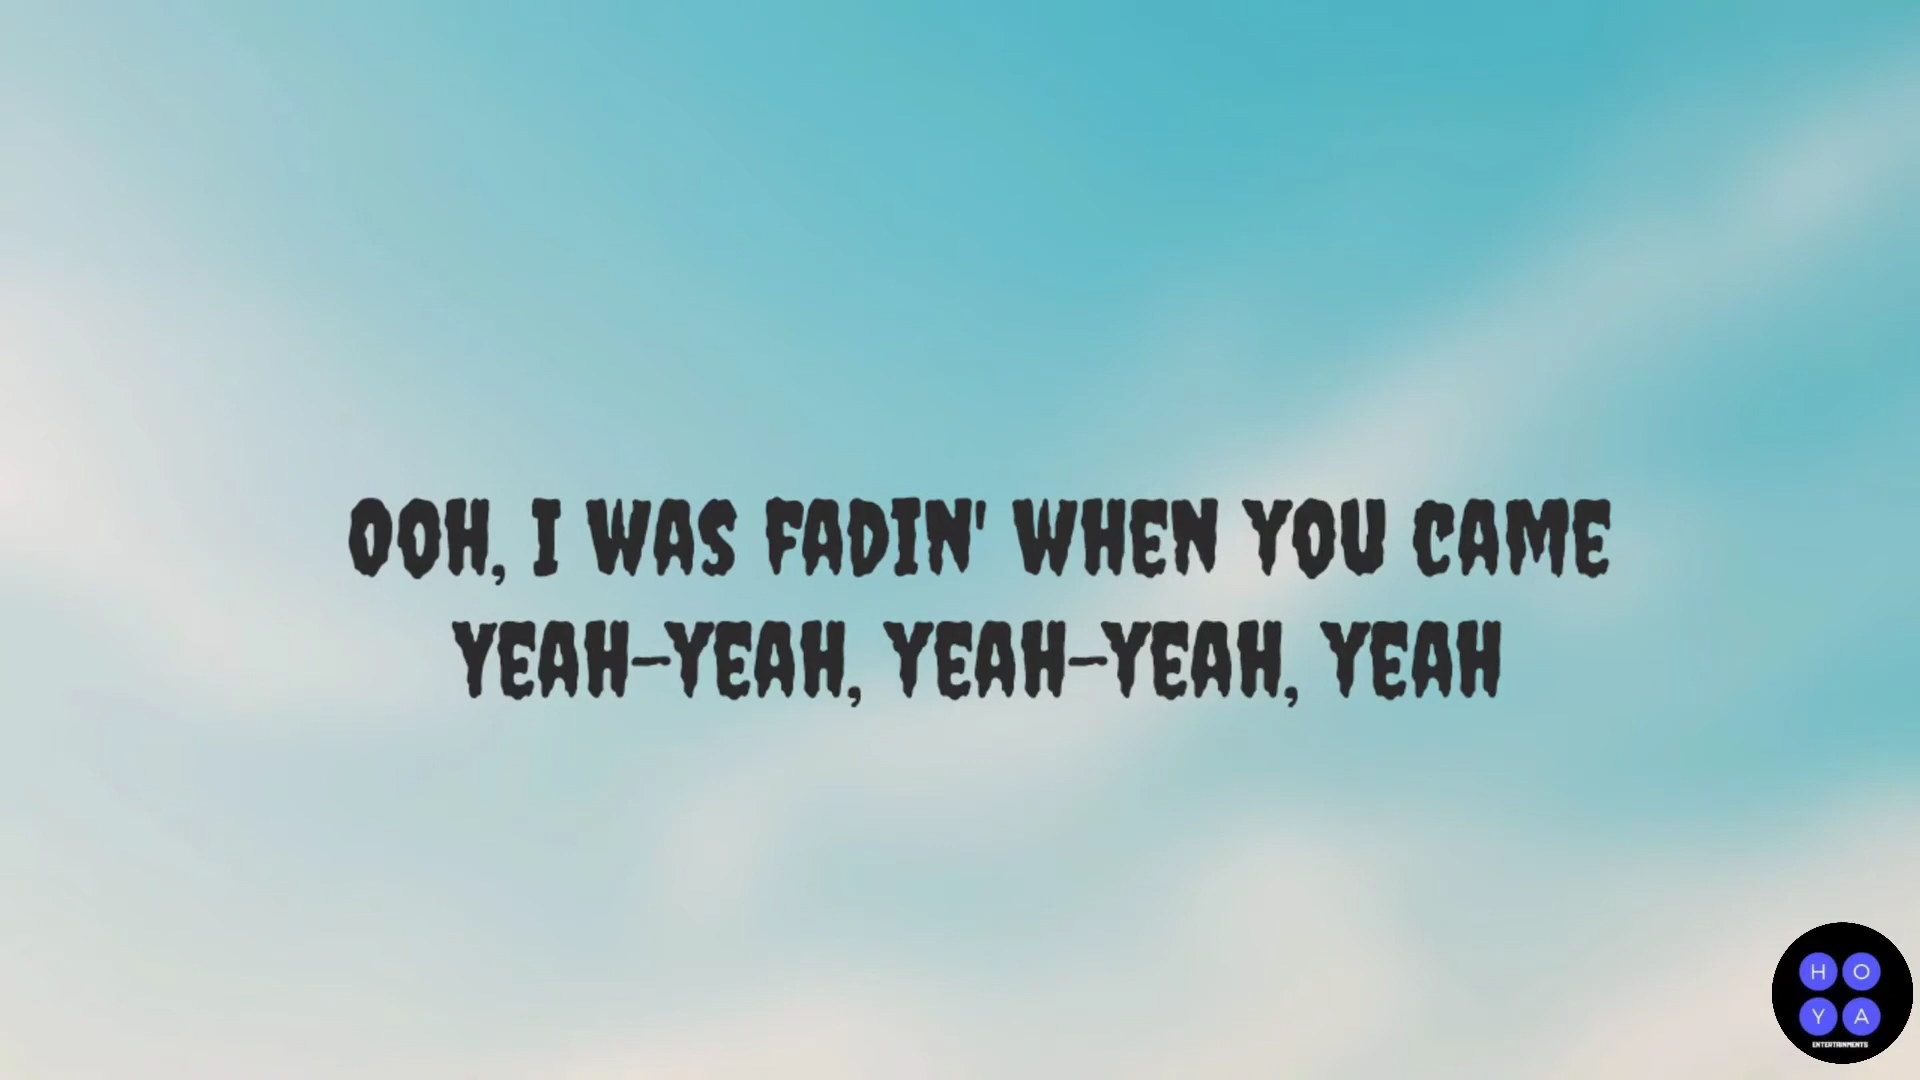 OOH, I WAS FADIN' WHEN YOU CAME
YEAH-YEAH, YEAH-YEAH, YEAH
H O
Y A
ENTERTAINMENTS